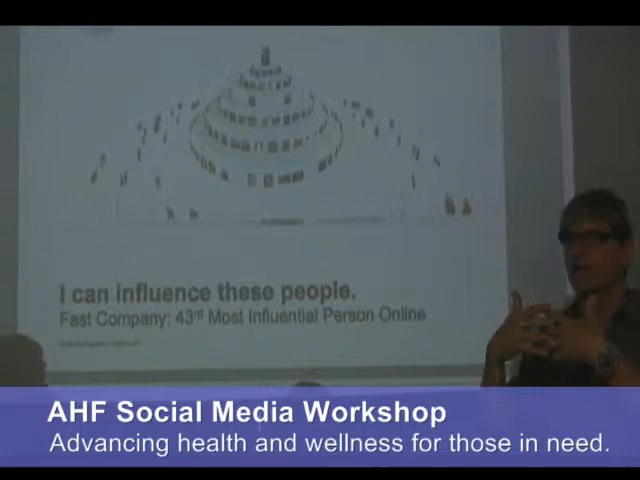 I can influence these people.
Fast Company: 43rd Most Influential Person Online
AHF Social Media Workshop
Advancing health and wellness for those in need.